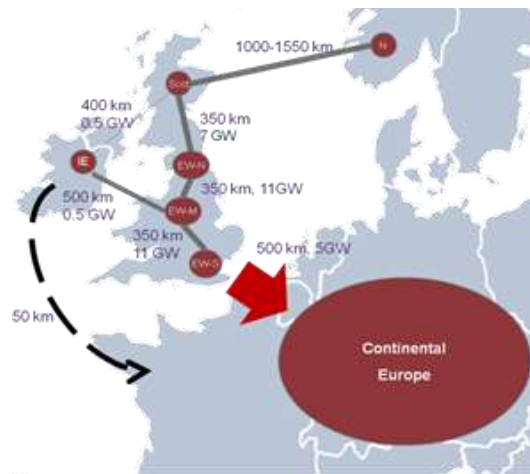 1000-1550 km
N
Scot
400 km
0.5 GW
350 km
7 GW
IE
EW-N
500 km
0.5 GW
350 km, 11GW
EW-M
350 km
11 GW
EW-S
500 km, 5GW
50 km
Continental
Europe